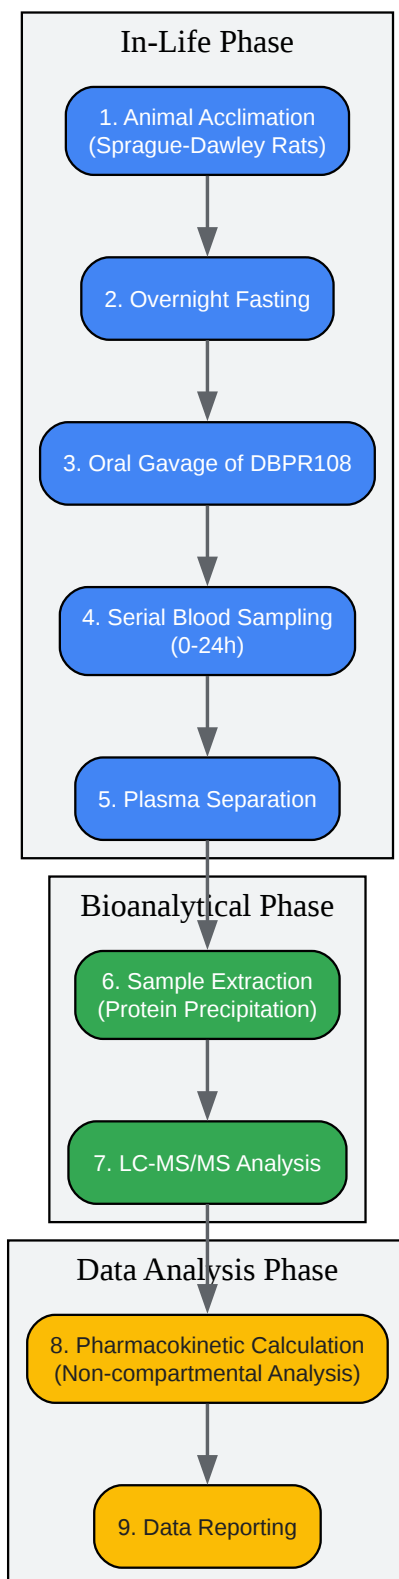 In-Life Phase
1. Animal Acclimation
(Sprague-Dawley Rats)
2. Overnight Fasting
3. Oral Gavage of DBPR108
4. Serial Blood Sampling
(0-24h)
5. Plasma Separation
Bioanalytical Phase
6. Sample Extraction
(Protein Precipitation)
7. LC-MS/MS Analysis
Data Analysis Phase
8. Pharmacokinetic Calculation
(Non-compartmental Analysis)
9. Data Reporting